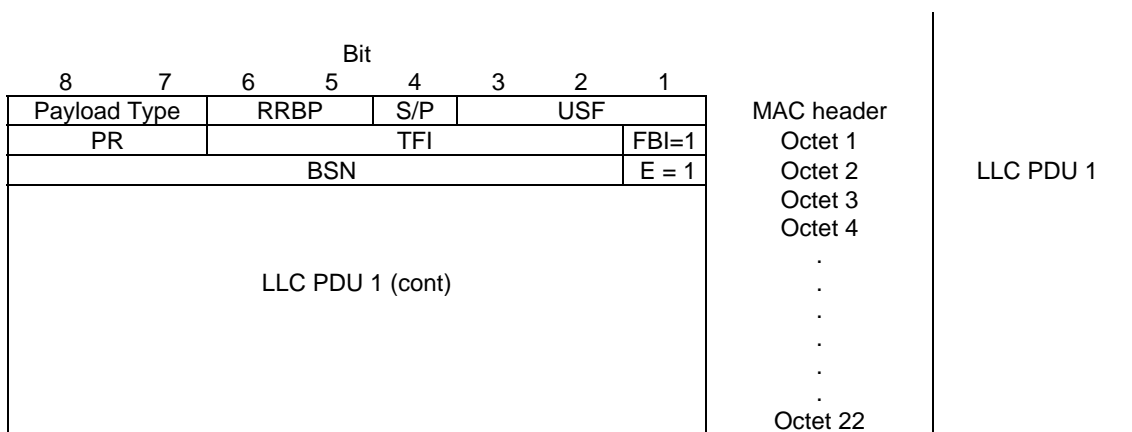 Bit
8 7 6 5 4 3 2 1
Payload Type RRBP S/P USF MAC header
PR TFI FBI=1 Octet 1
BSN E = 1 Octet 2 LLC PDU 1
Octet 3
Octet 4
.
LLC PDU 1 (cont) .
.
.
.
.
Octet 22